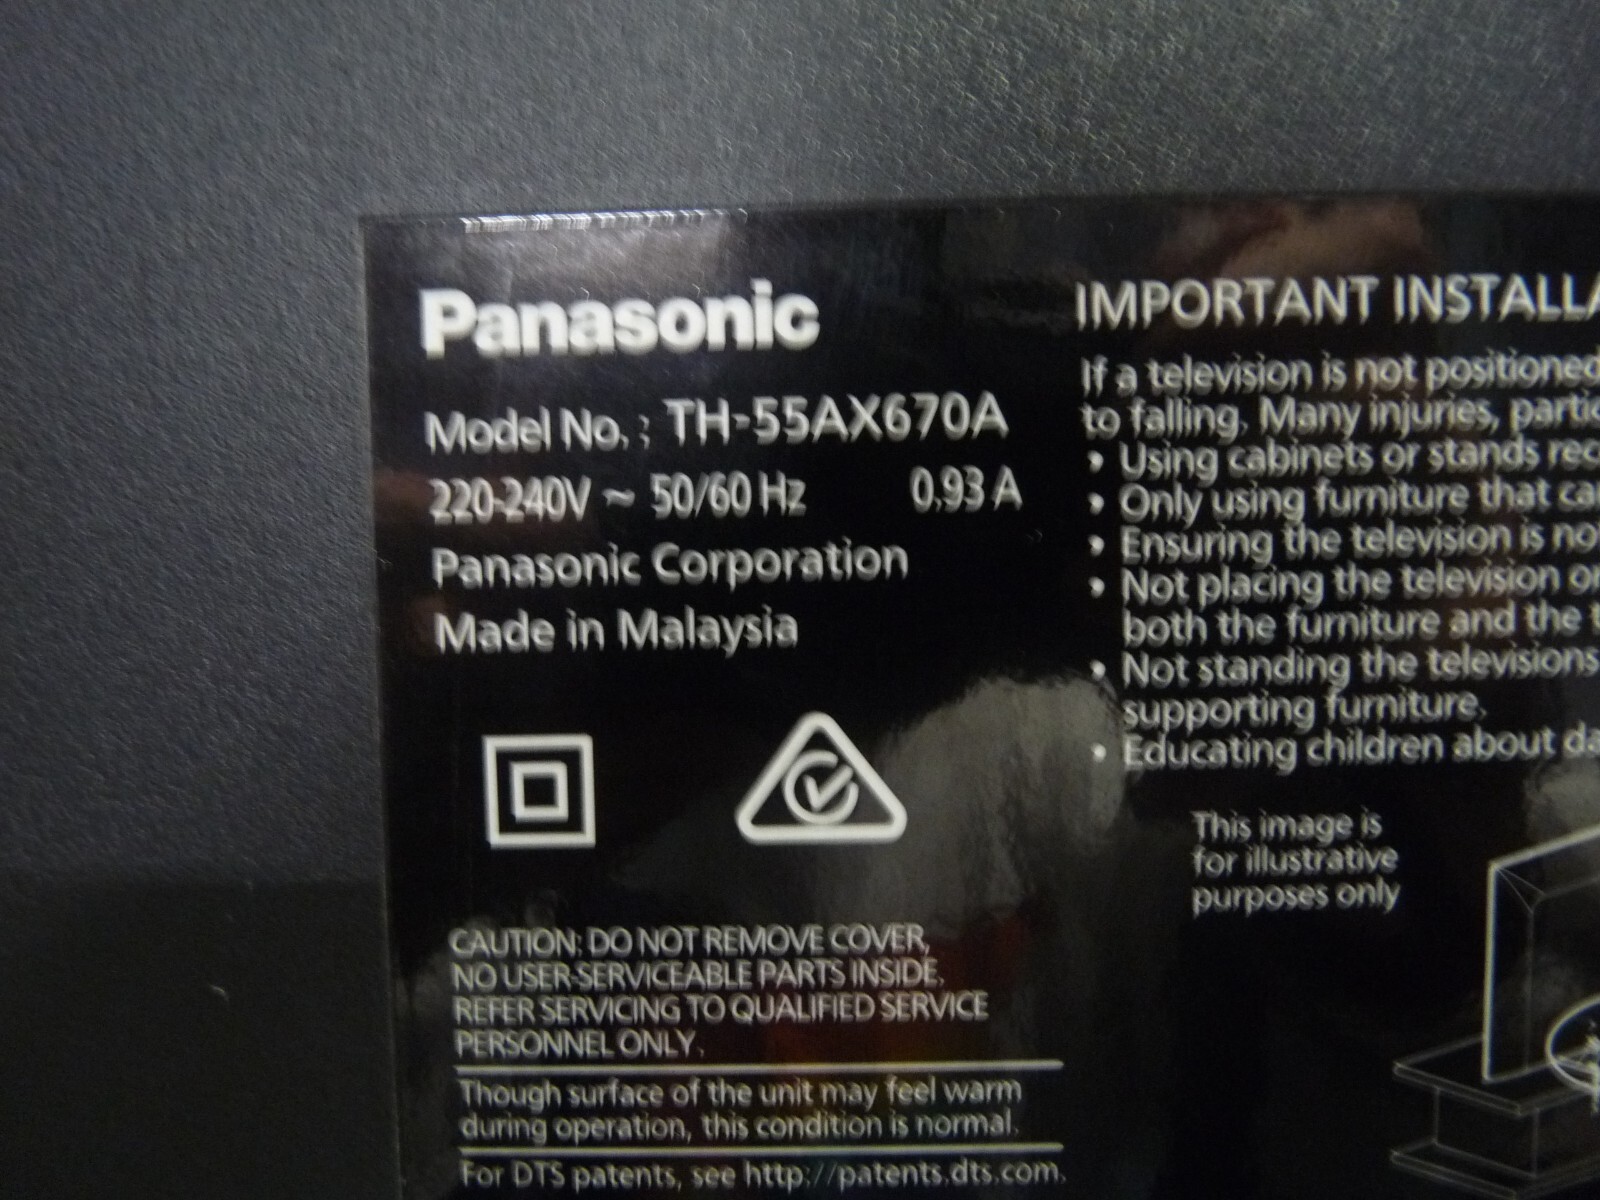 Panasonic
Model No. : TH-55AX670A
220-240V ~ 50/60 Hz 0.93 A
Panasonic Corporation
Made in Malaysia
CAUTION: DO NOT REMOVE COVER,
NO USER-SERVICEABLE PARTS INSIDE.
REFER SERVICING TO QUALIFIED SERVICE
PERSONNEL ONLY.
Though surface of the unit may feel warm
during operation, this condition is normal.
For DTS patents, see http://patents.dts.com.
IMPORTANT INSTALLA
If a television is not positioned
to falling. Many injuries, partic
• Using cabinets or stands rec
• Only using furniture that ca
• Ensuring the television is no
• Not placing the television o
both the furniture and the t
• Not standing the televisions
supporting furniture.
• Educating children about da
This image is
for illustrative
purposes only